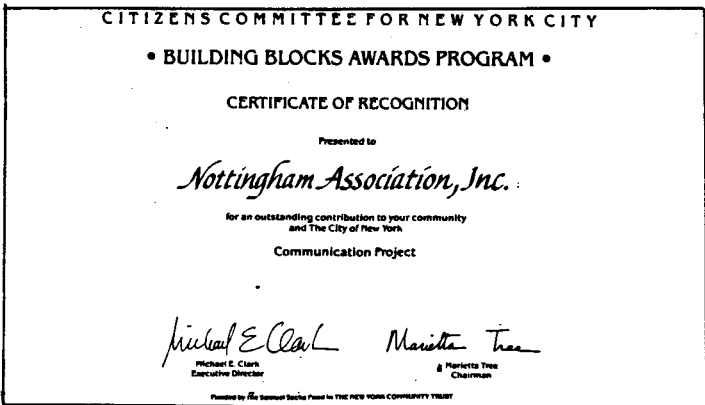 CITIZENS COMMITTEE FOR NEW YORK CITY
• BUILDING BLOCKS AWARDS PROGRAM •
CERTIFICATE OF RECOGNITION
Presented to
Nottingham Association, Inc.
for an outstanding contribution to your community
and The City of New York
Communication Project
Michael E Clark Marietta Tree
Michael E. Clark Marietta Tree
Executive Director Chairman
Funded by the Samuel Fund in THE NEW YORK COMMUNITY TRUST